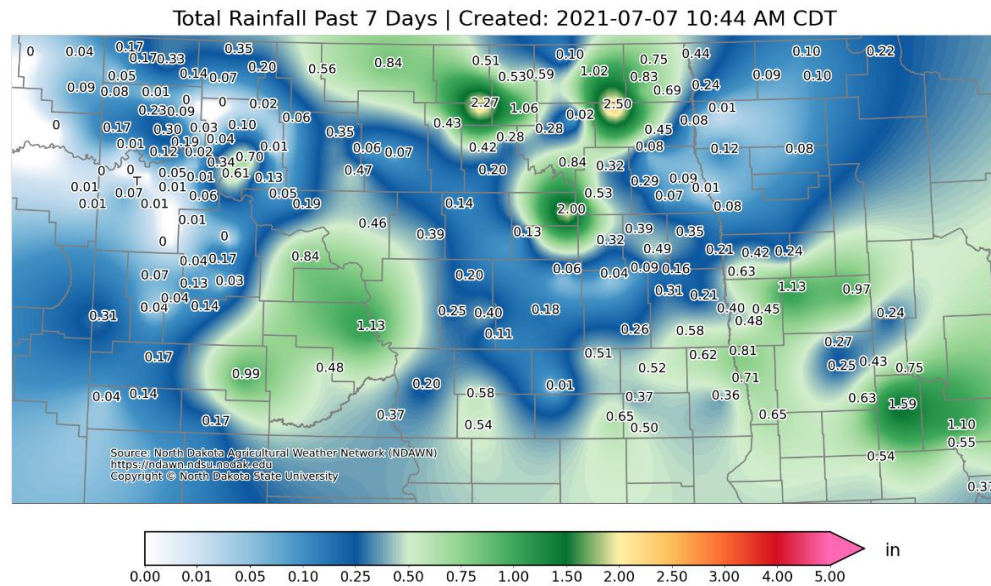 Total Rainfall Past 7 Days | Created: 2021-07-07 10:44 AM CDT
0 0.04 0.17 0.35 0.51 0.10 0.75 0.44 0.10 0.22
0.17 0.33 0.14 0.07 0.20 0.56 0.84 0.53 0.59 1.02 0.83 0.09 0.10
0.09 0.05 0.08 0.01 0 0 0.02 2.27 1.06 2.50 0.69 0.24 0.01
0 0.17 0.23 0.09 0.30 0.03 0.10 0.06 0.43 0.28 0.02 0.45 0.08
0.01 0.12 0.19 0.02 0.04 0.01 0.35 0.06 0.07 0.42 0.28 0.08 0.12 0.08
0 0 0.05 0.01 0.34 0.70 0.61 0.13 0.47 0.20 0.84 0.32 0.29 0.09
0.01 T 0.07 0.01 0.06 0.05 0.53 0.07 0.01
0.01 0.01 0.19 0.14 2.00 0.08
0.01 0 0.46 0.39 0.13 0.32 0.39 0.35
0 0.04 0.17 0.84 0.49 0.21 0.42 0.24
0.07 0.13 0.03 0.20 0.06 0.04 0.09 0.16 0.63
0.04 0.04 0.14 0.31 0.21 1.13 0.97
0.31 1.13 0.25 0.40 0.18 0.40 0.45 0.24
0.11 0.26 0.58 0.48
0.17 0.51 0.62 0.81 0.27
0.99 0.48 0.52 0.25 0.43 0.75
0.04 0.14 0.20 0.58 0.01 0.37 0.36 0.71 0.63 1.59
0.17 0.37 0.54 0.65 0.50 0.65 1.10
0.55
0.54
Source: North Dakota Agricultural Weather Network (NDAWN)
https://ndawn.ndsu.nodak.edu
Copyright © North Dakota State University
0.00 0.01 0.05 0.10 0.25 0.50 0.75 1.00 1.50 2.00 2.50 3.00 4.00 5.00
in